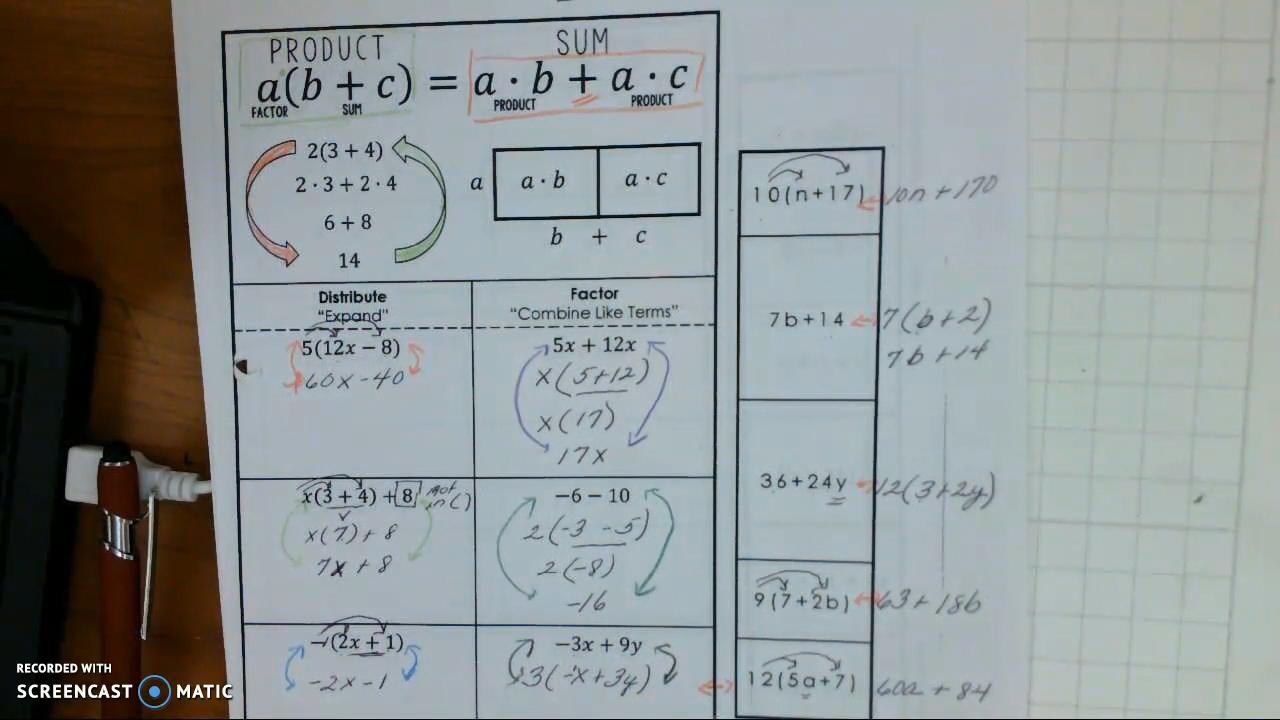 PRODUCT SUM
a(b + c) = a · b + a · c
FACTOR SUM PRODUCT PRODUCT
2(3 + 4)
2 · 3 + 2 · 4
6 + 8
14
a a · b a · c
b + c
Distribute
"Expand"
5(12x − 8)
60x - 40
Factor
"Combine Like Terms"
5x + 12x
x(5+12)
x(17)
17x
x(3 + 4) + 8 not in ()
x(7) + 8
7x + 8
−6 − 10
2(-3 -5)
2(-8)
-16
−(2x + 1)
-2x - 1
−3x + 9y
3(-x+3y)
10(n+17) 10n + 170
7b+14 7(b+2)
7b + 14
36+24y 12(3+2y)
9(7+2b) 63 + 18b
12(5a+7) 60a + 84
RECORDED WITH
SCREENCAST MATIC